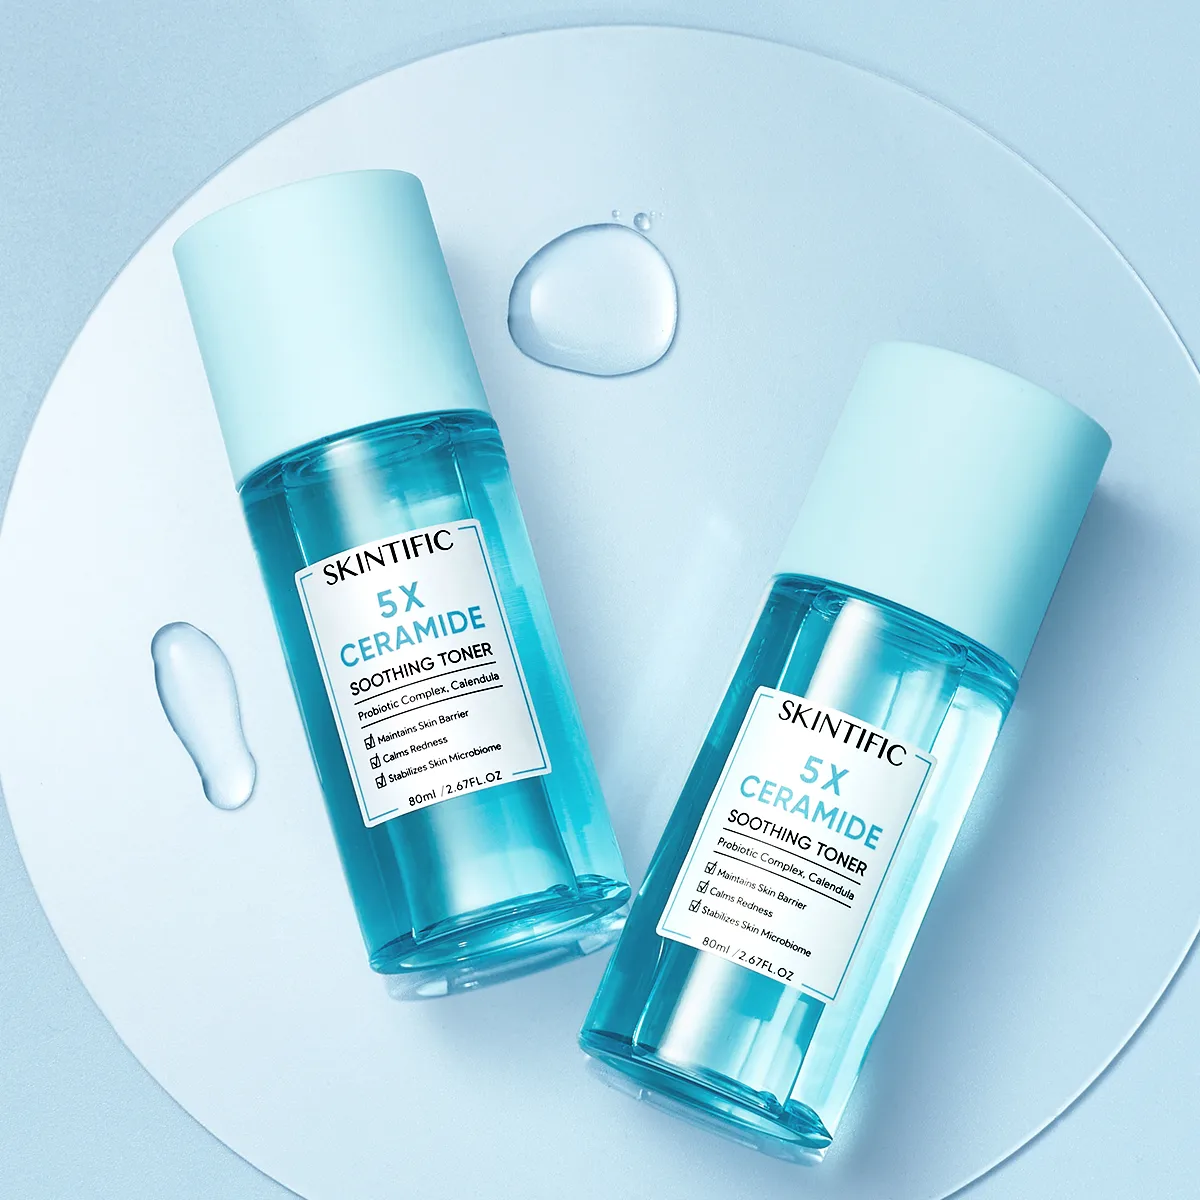 SKINTIFIC
5X
CERAMIDE
SOOTHING TONER
Probiotic Complex, Calendula
Maintains Skin Barrier
Calms Redness
Stabilizes Skin Microbiome
80ml / 2.67FL.OZ
SKINTIFIC
5X
CERAMIDE
SOOTHING TONER
Probiotic Complex, Calendula
Maintains Skin Barrier
Calms Redness
Stabilizes Skin Microbiome
80ml / 2.67FL.OZ